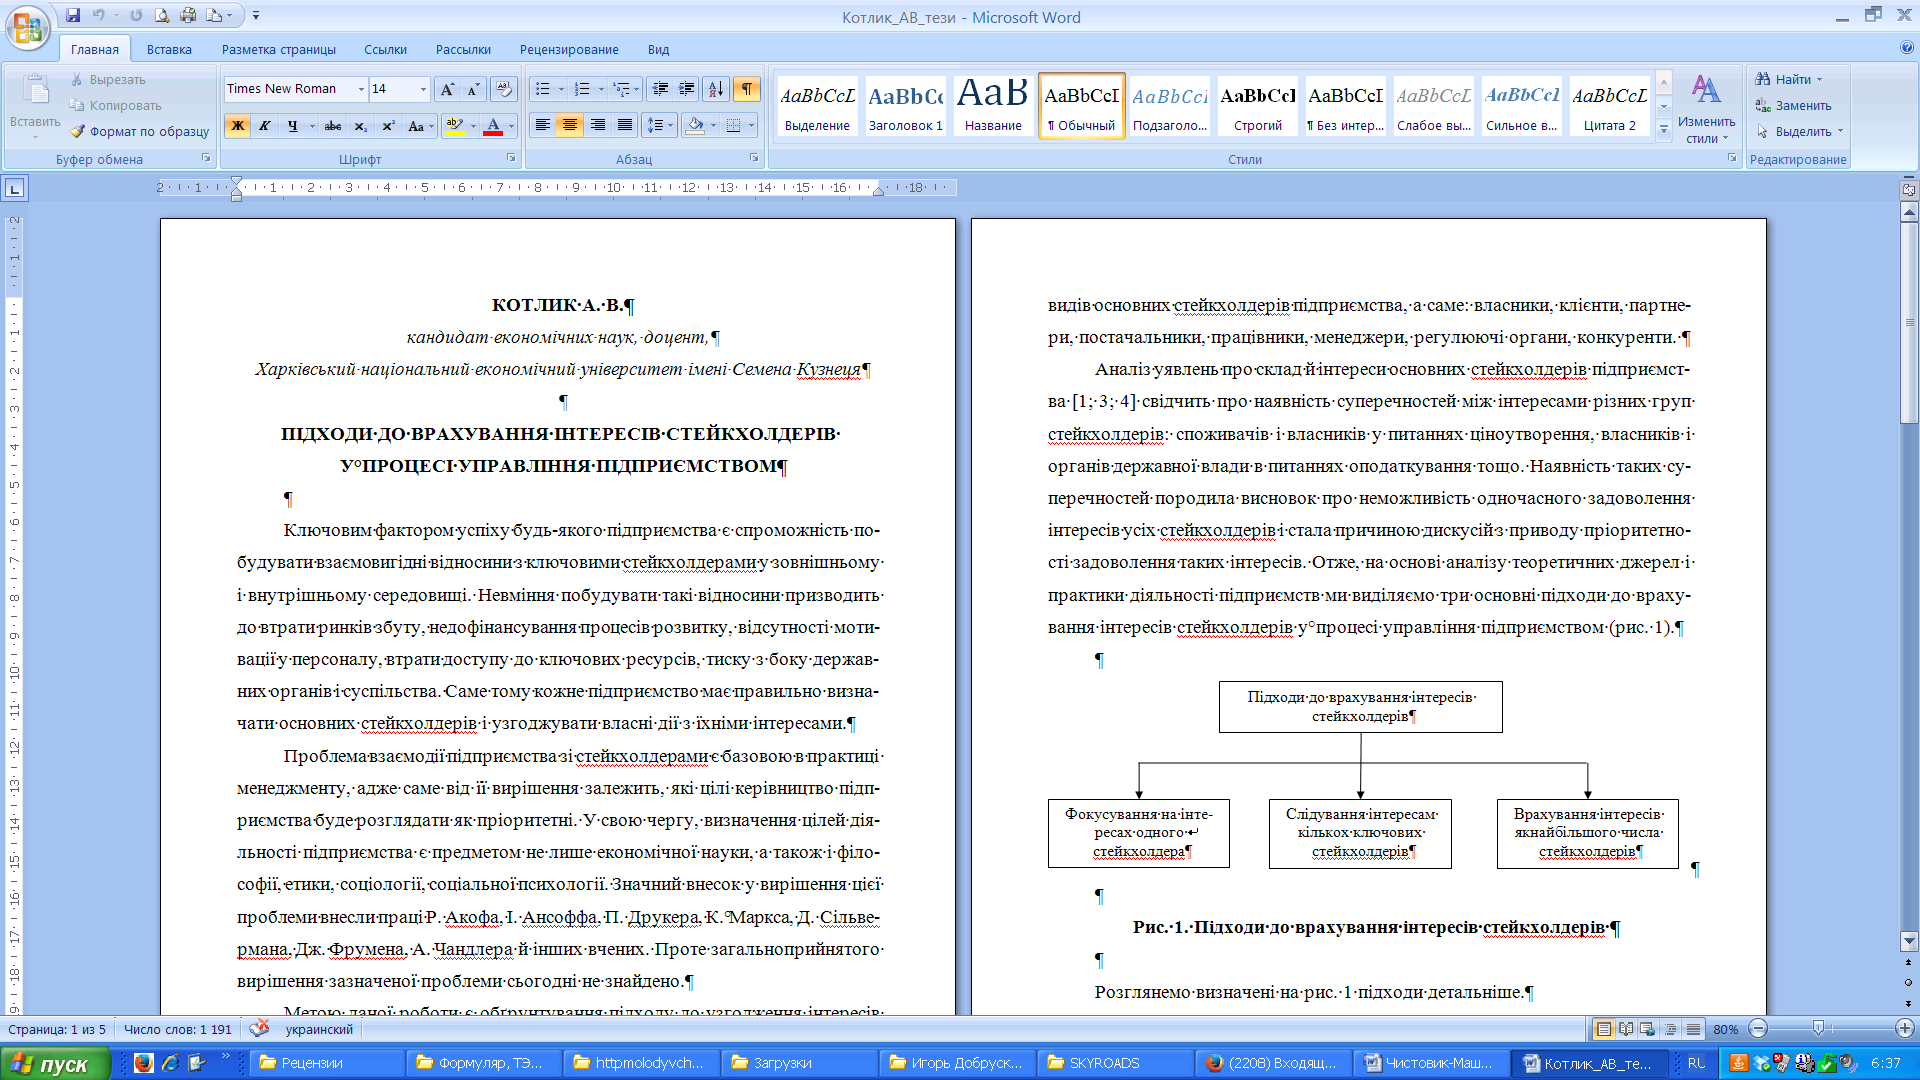 Котлик_АВ_тези - Microsoft Word
Главная Вставка Разметка страницы Ссылки Рассылки Рецензирование Вид
Вставить
Вырезать
Копировать
Формат по образцу
Буфер обмена
Times New Roman 14
Шрифт
Абзац
AaBbCcL AaBbCc AaB AaBbCcI AaBbCcI AaBbCcI AaBbCcI AaBbCcL AaBbCcI AaBbCcL
Выделение Заголовок 1 Название ¶ Обычный Подзаголо... Строгий ¶ Без интер... Слабое вы... Сильное в... Цитата 2
Стили
Изменить стили
Найти
Заменить
Выделить
Редактирование
КОТЛИК А. В.¶
кандидат економічних наук, доцент,¶
Харківський національний економічний університет імені Семена Кузнеця¶
¶
ПІДХОДИ ДО ВРАХУВАННЯ ІНТЕРЕСІВ СТЕЙКХОЛДЕРІВ
У°ПРОЦЕСІ УПРАВЛІННЯ ПІДПРИЄМСТВОМ¶
¶
Ключовим фактором успіху будь-якого підприємства є спроможність по-
будувати взаємовигідні відносини з ключовими стейкхолдерами у зовнішньому
і внутрішньому середовищі. Невміння побудувати такі відносини призводить
до втрати ринків збуту, недофінансування процесів розвитку, відсутності моти-
вації у персоналу, втрати доступу до ключових ресурсів, тиску з боку держав-
них органів і суспільства. Саме тому кожне підприємство має правильно визна-
чати основних стейкхолдерів і узгоджувати власні дії з їхніми інтересами.¶
Проблема взаємодії підприємства зі стейкхолдерами є базовою в практиці
менеджменту, адже саме від її вирішення залежить, які цілі керівництво підп-
риємства буде розглядати як пріоритетні. У свою чергу, визначення цілей дія-
льності підприємства є предметом не лише економічної науки, а також і філо-
софії, етики, соціології, соціальної психології. Значний внесок у вирішення цієї
проблеми внесли праці Р. Акофа, І. Ансоффа, П. Друкера, К.°Маркса, Д. Сільве-
рмана, Дж. Фрумена, А. Чандлера й інших вчених. Проте загальноприйнятого
вирішення зазначеної проблеми сьогодні не знайдено.¶
Метою даної роботи є обґрунтування підходу до узгодження інтересів
видів основних стейкхолдерів підприємства, а саме: власники, клієнти, партне-
ри, постачальники, працівники, менеджери, регулюючі органи, конкуренти. ¶
Аналіз уявлень про склад й інтереси основних стейкхолдерів підприємст-
ва [1; 3; 4] свідчить про наявність суперечностей між інтересами різних груп
стейкхолдерів: споживачів і власників у питаннях ціноутворення, власників і
органів державної влади в питаннях оподаткування тощо. Наявність таких су-
перечностей породила висновок про неможливість одночасного задоволення
інтересів усіх стейкхолдерів і стала причиною дискусій з приводу пріоритетно-
сті задоволення таких інтересів. Отже, на основі аналізу теоретичних джерел і
практики діяльності підприємств ми виділяємо три основні підходи до враху-
вання інтересів стейкхолдерів у°процесі управління підприємством (рис. 1).¶
¶
Підходи до врахування інтересів
стейкхолдерів¶
Фокусування на інте-
ресах одного
стейкхолдера¶
Слідування інтересам
кількох ключових
стейкхолдерів¶
Врахування інтересів
якнайбільшого числа
стейкхолдерів¶
¶
¶
Рис. 1. Підходи до врахування інтересів стейкхолдерів ¶
¶
Розглянемо визначені на рис. 1 підходи детальніше.¶
Страница: 1 из 5 Число слов: 1 191 украинский 80%
пуск Рецензии Формуляр, ТЭ... httpmolodyvch... Загрузки Игорь Добруск... SKYROADS (2208) Входящ... Чистовик-Маш... Котлик_АВ_те... RU 6:37